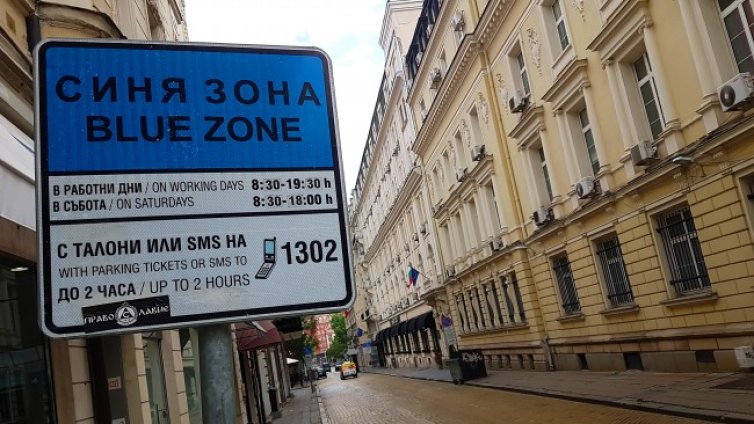 СИНЯ ЗОНА
BLUE ZONE
В РАБОТНИ ДНИ / ON WORKING DAYS 8:30-19:30 h
В СЪБОТА / ON SATURDAYS 8:30-18:00 h
С ТАЛОНИ ИЛИ SMS НА 1302
WITH PARKING TICKETS OR SMS TO
ДО 2 ЧАСА / UP TO 2 HOURS
ПРАВОСЛАВИЕ